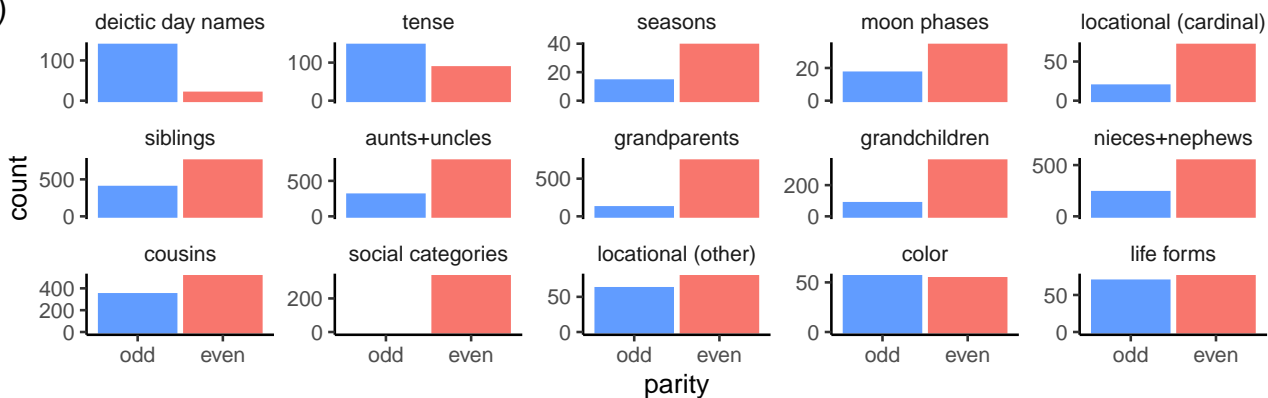 )
deictic day names tense seasons moon phases locational (cardinal)
100 0 100 0 40 20 0 20 0 50 0
siblings aunts+uncles grandparents grandchildren nieces+nephews
500 0 500 0 500 0 200 0 500 0
cousins social categories locational (other) color life forms
400 200 0 200 0 50 0 50 0 50 0
odd even odd even odd even odd even odd even
parity
count